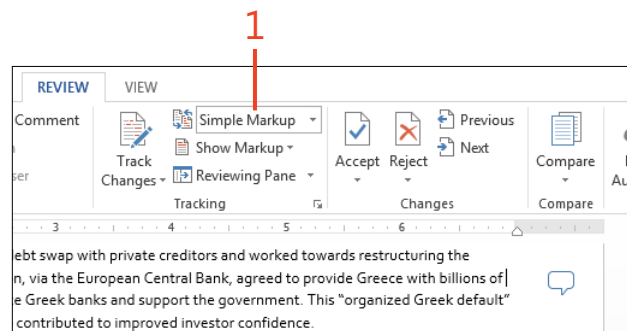 1
REVIEW VIEW
Comment
Simple Markup
Previous
Show Markup
Next
Track Changes
Accept
Reject
Compare
Reviewing Pane
Tracking
Changes
Compare
3 4 5 6
debt swap with private creditors and worked towards restructuring the
n, via the European Central Bank, agreed to provide Greece with billions of
e Greek banks and support the government. This “organized Greek default”
contributed to improved investor confidence.